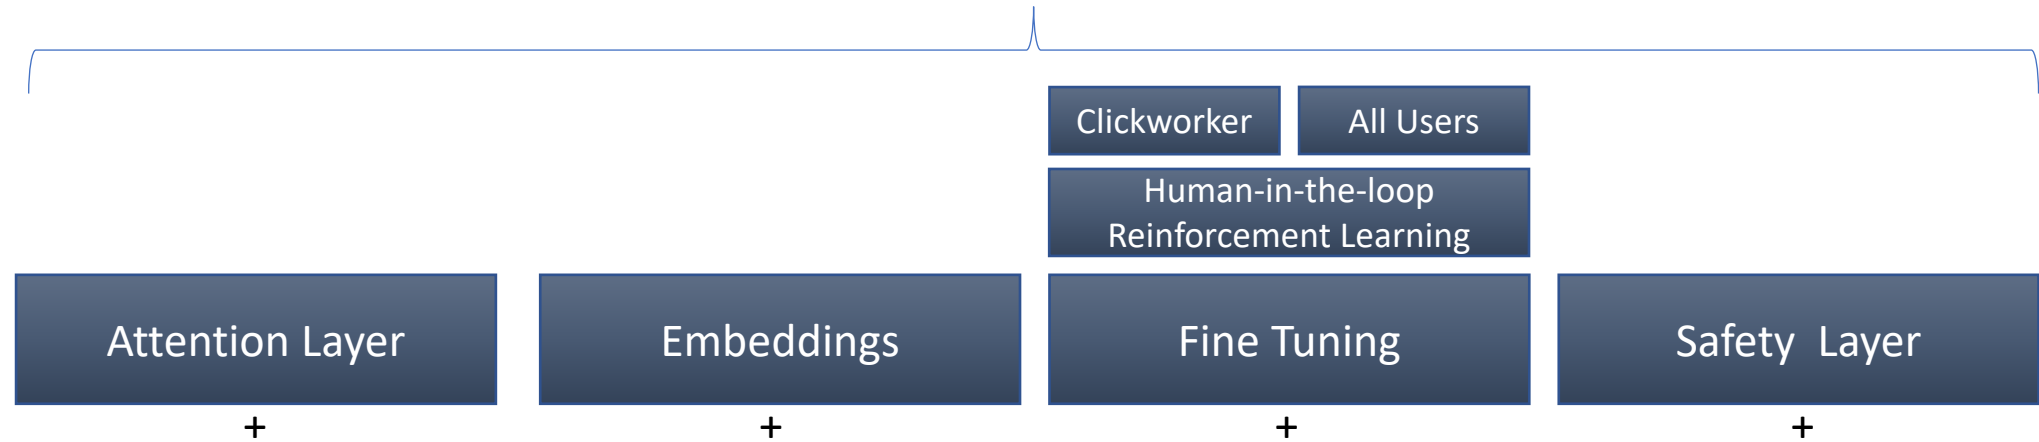 Clickworker
All Users
Human-in-the-loop
Reinforcement Learning
Attention Layer
Embeddings
Fine Tuning
Safety  Layer
+
+
+
+